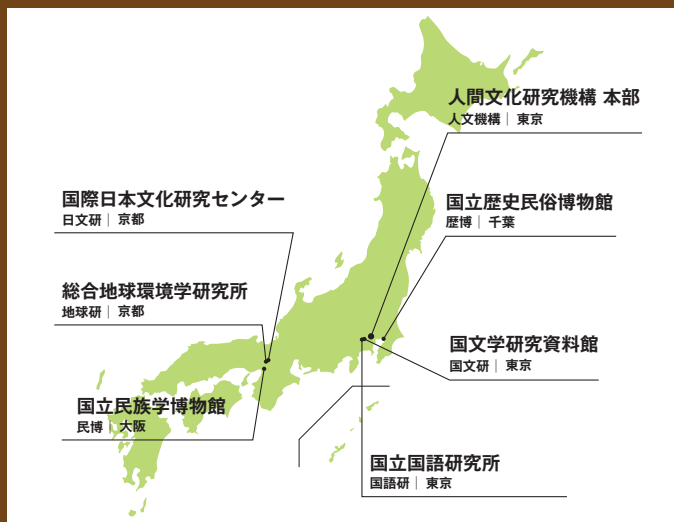 人間文化研究機構 本部
人文機構｜東京
国際日本文化研究センター
日文研｜京都
国立歴史民俗博物館
歴博｜千葉
総合地球環境学研究所
地球研｜京都
国文学研究資料館
国文研｜東京
国立民族学博物館
民博｜大阪
国立国語研究所
国語研｜東京